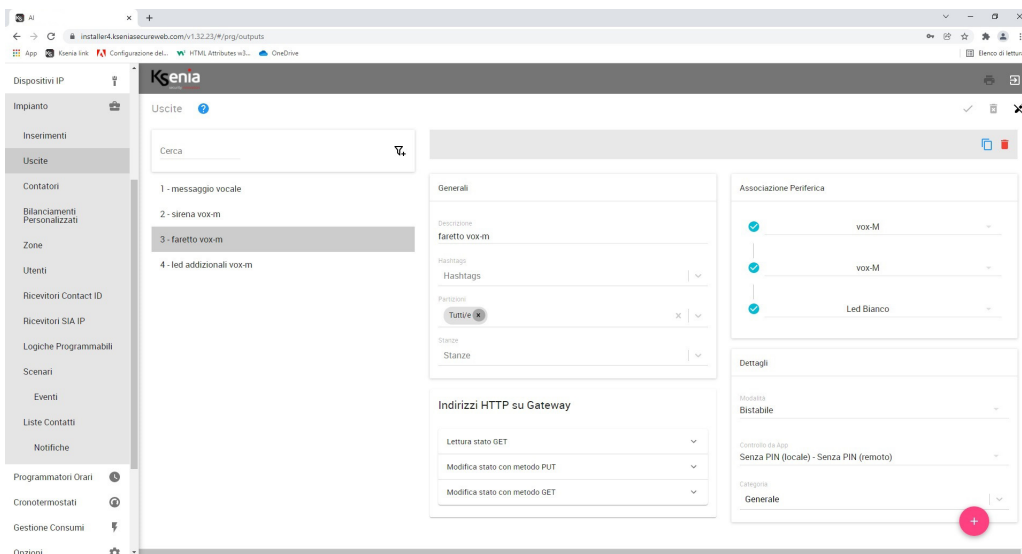 AI
installer4.kseniasecureweb.com/v1.32.23/#/prg/outputs
App Ksenia link Configurazione del... HTML Attributes w3... OneDrive Elenco di lettura
Dispositivi IP
Impianto
Inserimenti
Uscite
Contatori
Bilanciamenti
Personalizzati
Zone
Utenti
Ricevitori Contact ID
Ricevitori SIA IP
Logiche Programmabili
Scenari
Eventi
Liste Contatti
Notifiche
Programmatori Orari
Cronotermostati
Gestione Consumi
Opzioni
Ksenia
Uscite ?
Cerca
1 - messaggio vocale
2 - sirena vox-m
3 - faretto vox-m
4 - led addizionali vox-m
Generali
Descrizione
faretto vox-m
Hashtags
Hashtags
Partizioni
Tutti/e
Stanze
Stanze
Indirizzi HTTP su Gateway
Lettura stato GET
Modifica stato con metodo PUT
Modifica stato con metodo GET
Associazione Periferica
vox-M
vox-M
Led Bianco
Dettagli
Modalità
Bistabile
Controllo da App
Senza PIN (locale) - Senza PIN (remoto)
Categoria
Generale